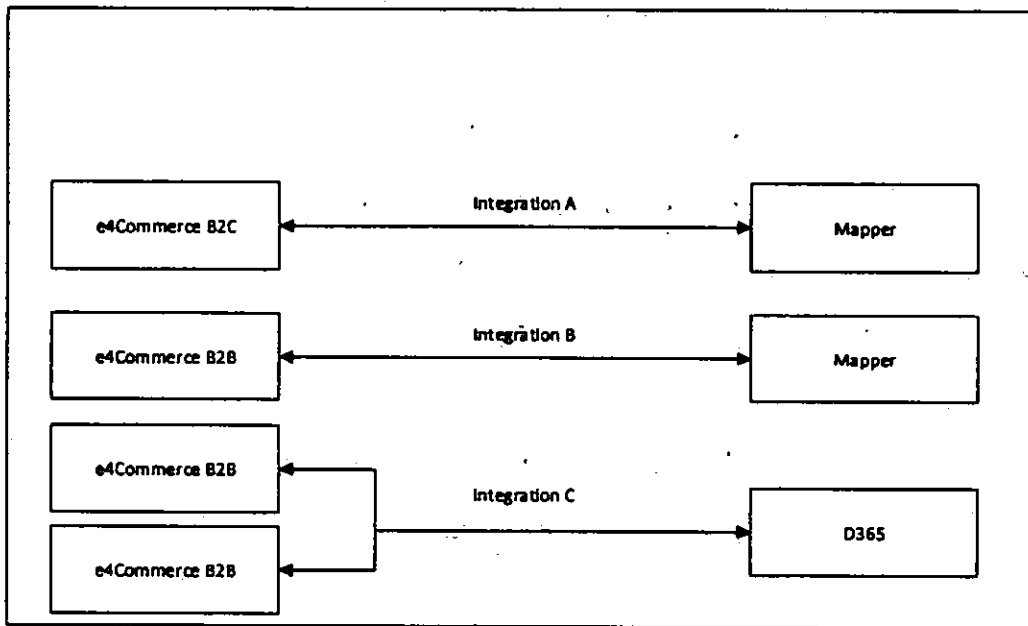 e4Commerce B2C
Integration A
Mapper
e4Commerce B2B
Integration B
Mapper
e4Commerce B2B
Integration C
D365
e4Commerce B2B